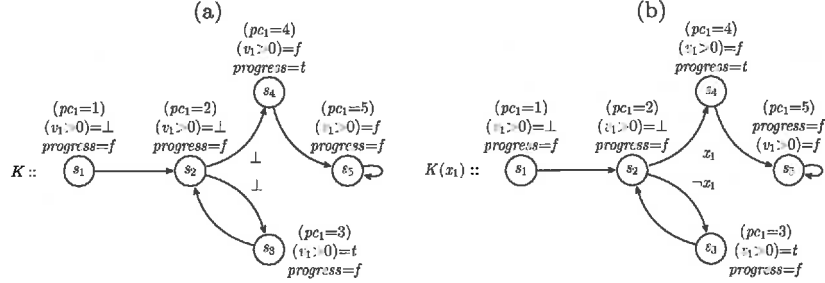 (a)
(pc₁=4)
(v₁>0)=f
progress=t
s₄
(pc₁=1)
(v₁>0)=⊥
progress=f
(pc₁=2)
(v₁>0)=⊥
progress=f
(pc₁=5)
(v₁>0)=f
progress=f
K ::
s₁
s₂
⊥
⊥
s₅
s₃
(pc₁=3)
(v₁>0)=t
progress=f
(b)
(pc₁=4)
(v₁>0)=f
progress=t
s₄
(pc₁=1)
(v₁>0)=⊥
progress=f
(pc₁=2)
(v₁>0)=⊥
progress=f
(pc₁=5)
progress=f
(v₁>0)=f
K(x₁) ::
s₁
s₂
x₁
¬x₁
s₅
s₃
(pc₁=3)
(v₁>0)=t
progress=f